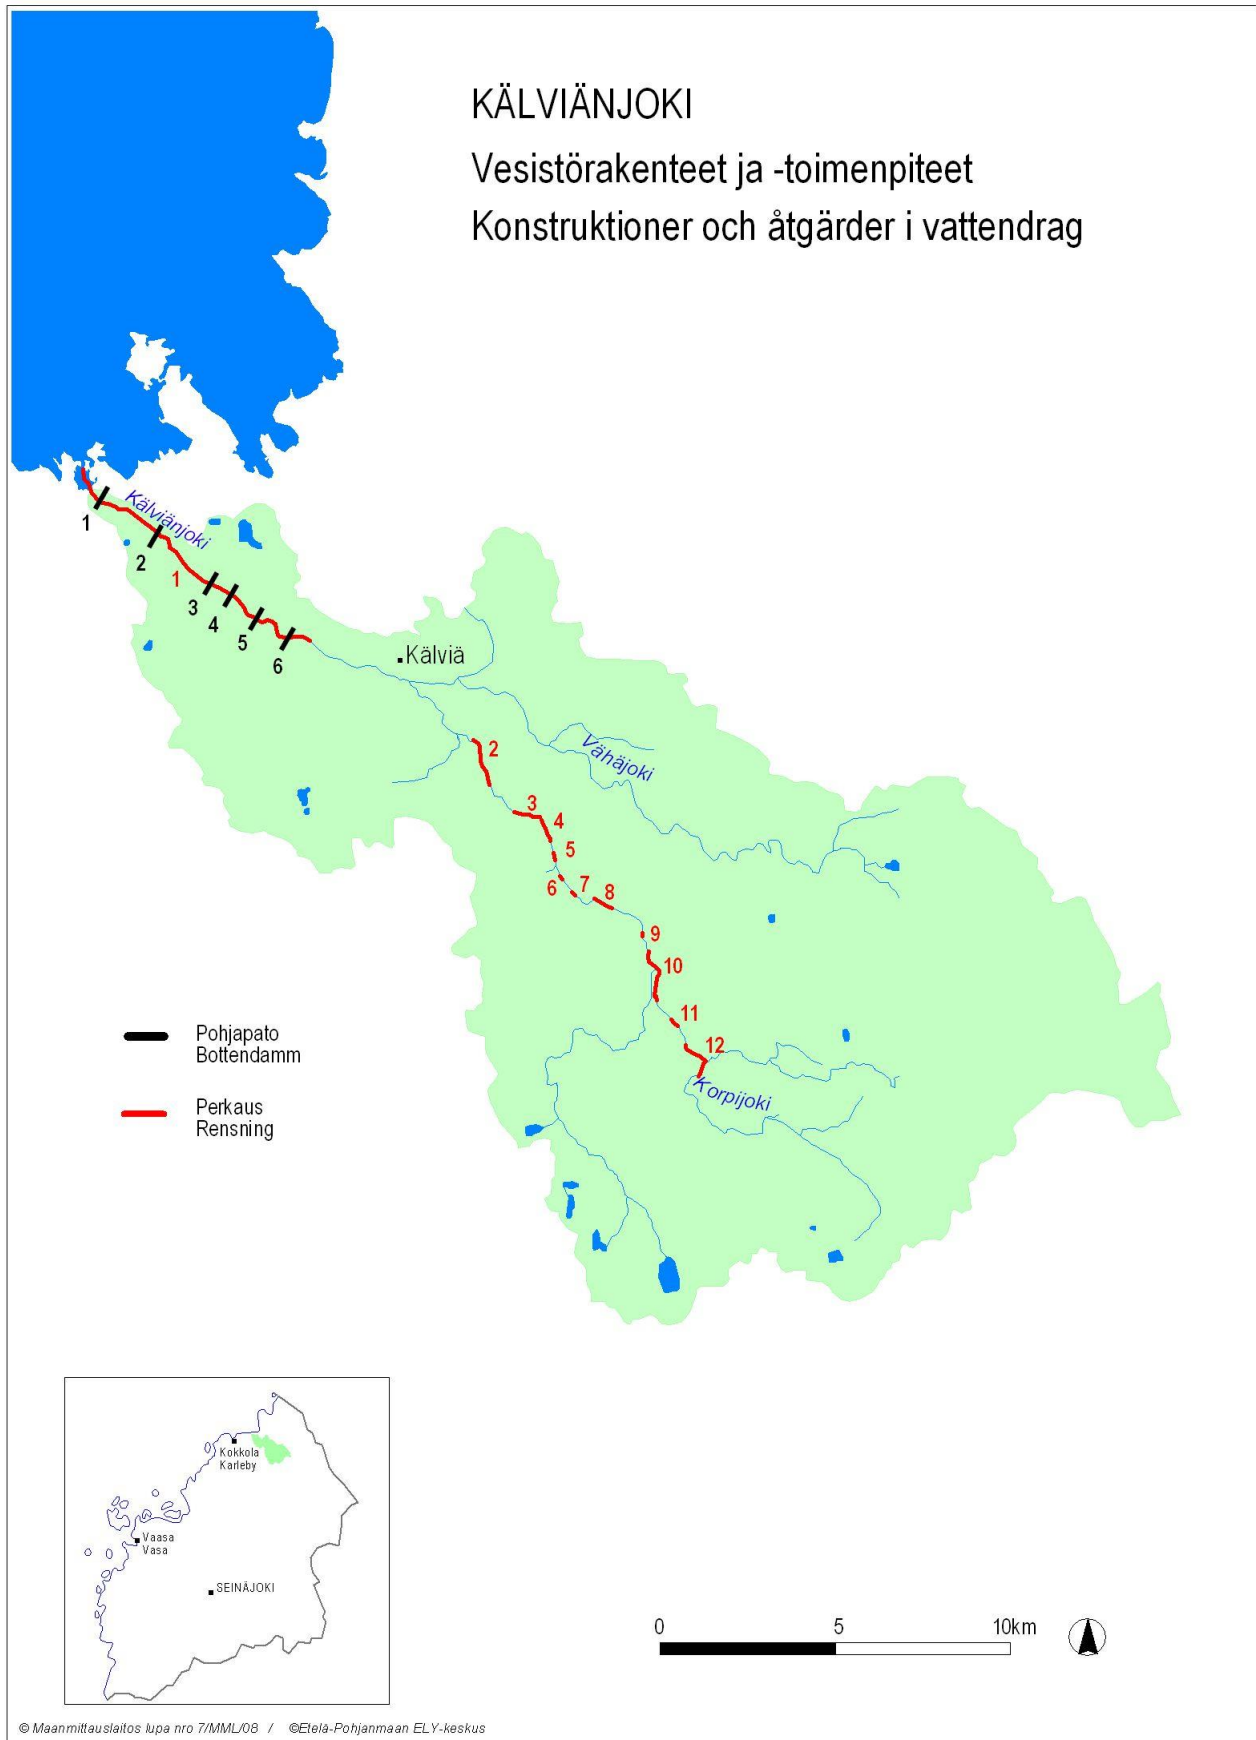 KÄLVIÄNJOKI
Vesistörakenteet ja -toimenpiteet
Konstruktioner och åtgärder i vattendrag
Kälviänjoki
1
2
1
3
4
5
6
Kälviä
Vähäjoki
2
3
4
5
6
7
8
9
10
11
12
Korpijoki
Pohjapato
Bottendamm
Perkaus
Rensning
Kokkola
Karleby
Vaasa
Vasa
SEINÄJOKI
0 5 10km
© Maanmittauslaitos lupa nro 7/MML/08 / ©Etelä-Pohjanmaan ELY-keskus